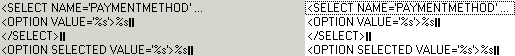 <SELECT NAME='PAYMENTMETHOD' ...
<OPTION VALUE='%s'>%s
</SELECT>
<OPTION SELECTED VALUE='%s'>%s
<SELECT NAME='PAYMENTMETHOD' ...
<OPTION VALUE='%s'>%s
</SELECT>
<OPTION SELECTED VALUE='%s'>%s